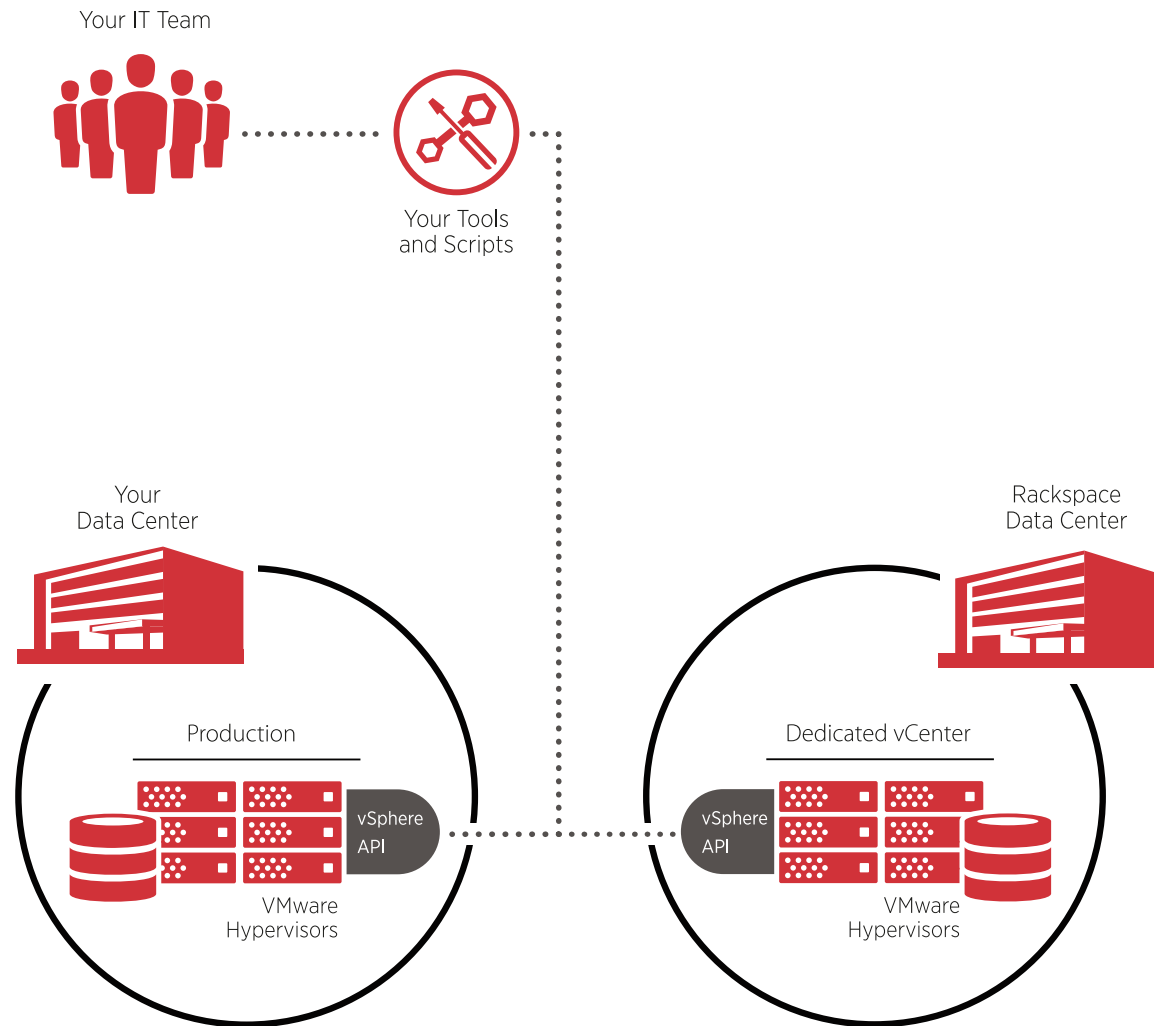 Your IT Team
Your Tools
and Scripts
Your
Data Center
Rackspace
Data Center
Production
vSphere
API
VMware
Hypervisors
Dedicated vCenter
vSphere
API
VMware
Hypervisors